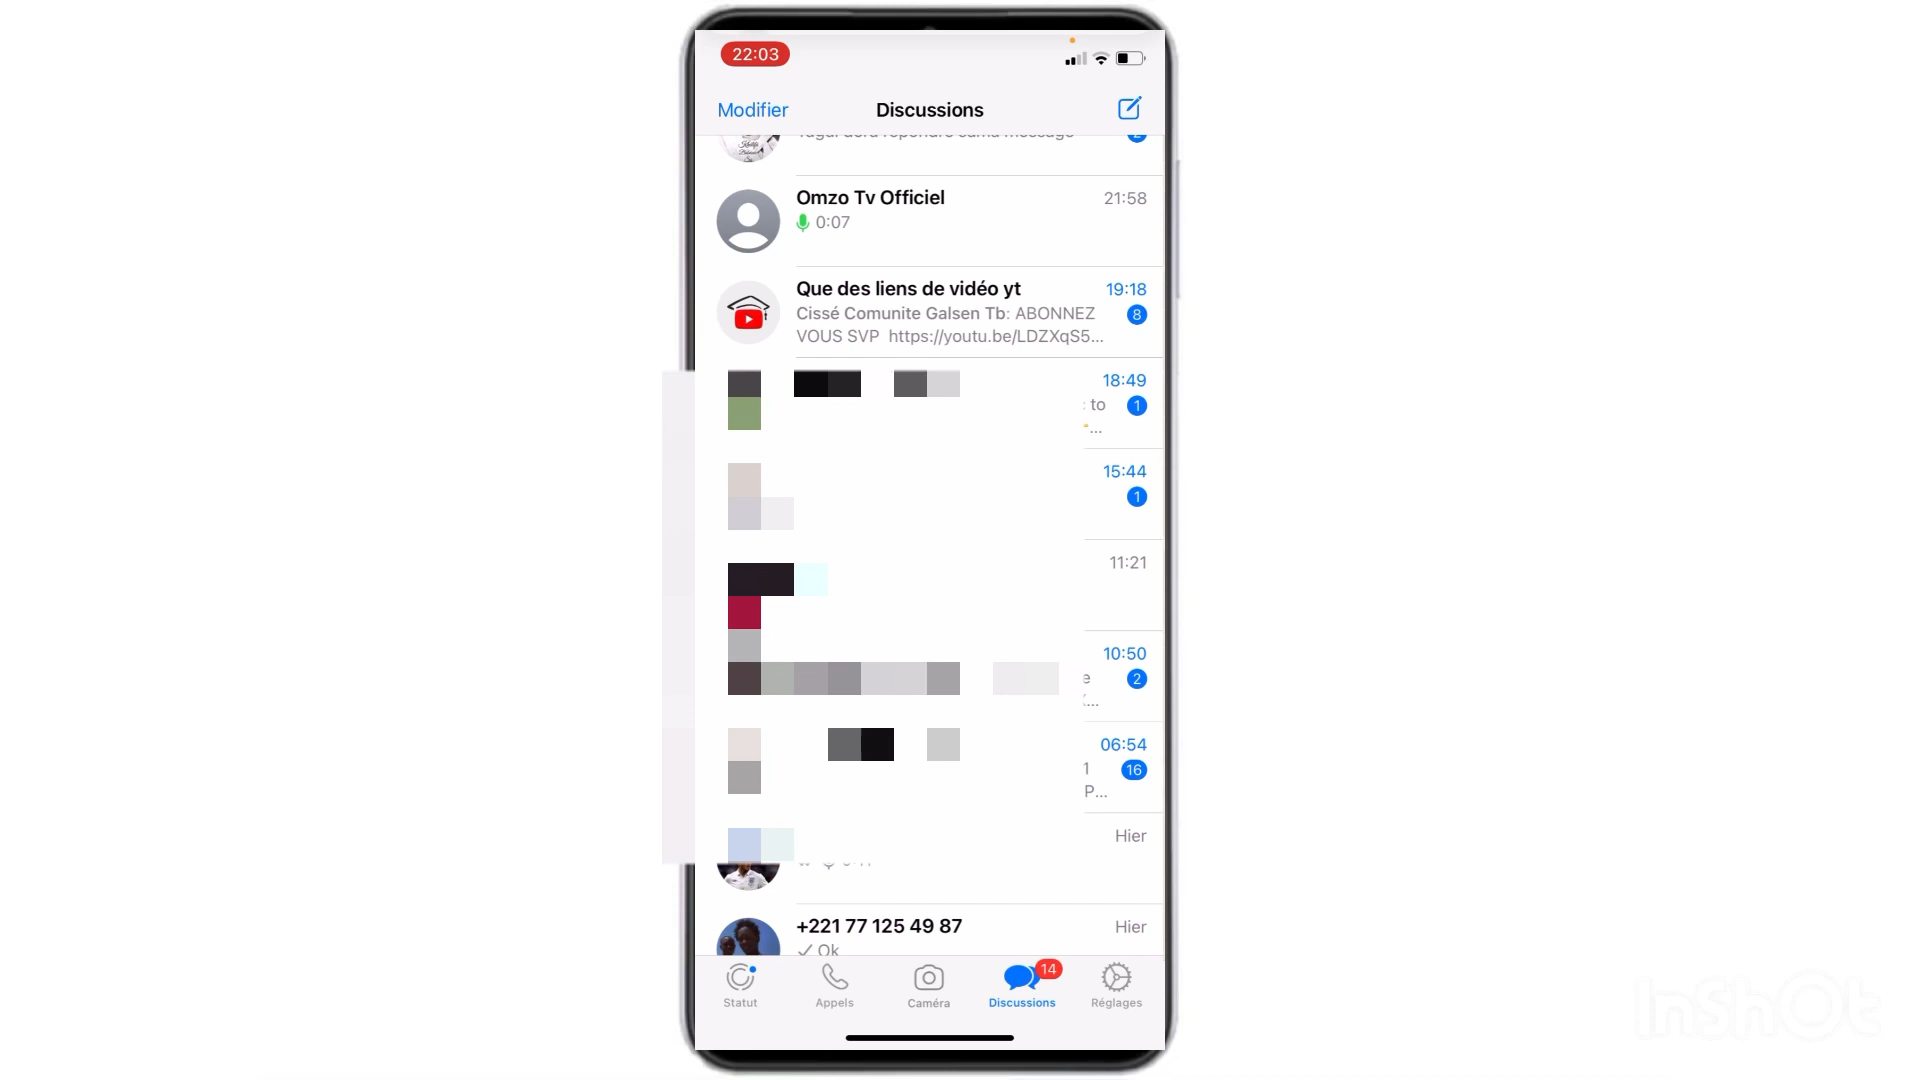 22:03
Modifier
Discussions
2
Omzo Tv Officiel
21:58
0:07
Que des liens de vidéo yt
19:18
Cissé Comunite Galsen Tb: ABONNEZ
8
VOUS SVP https://youtu.be/LDZXqS5...
18:49
: to
1
...
15:44
1
11:21
10:50
e
2
...
06:54
1
16
P...
Hier
+221 77 125 49 87
Hier
Ok
14
Statut
Appels
Caméra
Discussions
Réglages
InShOt